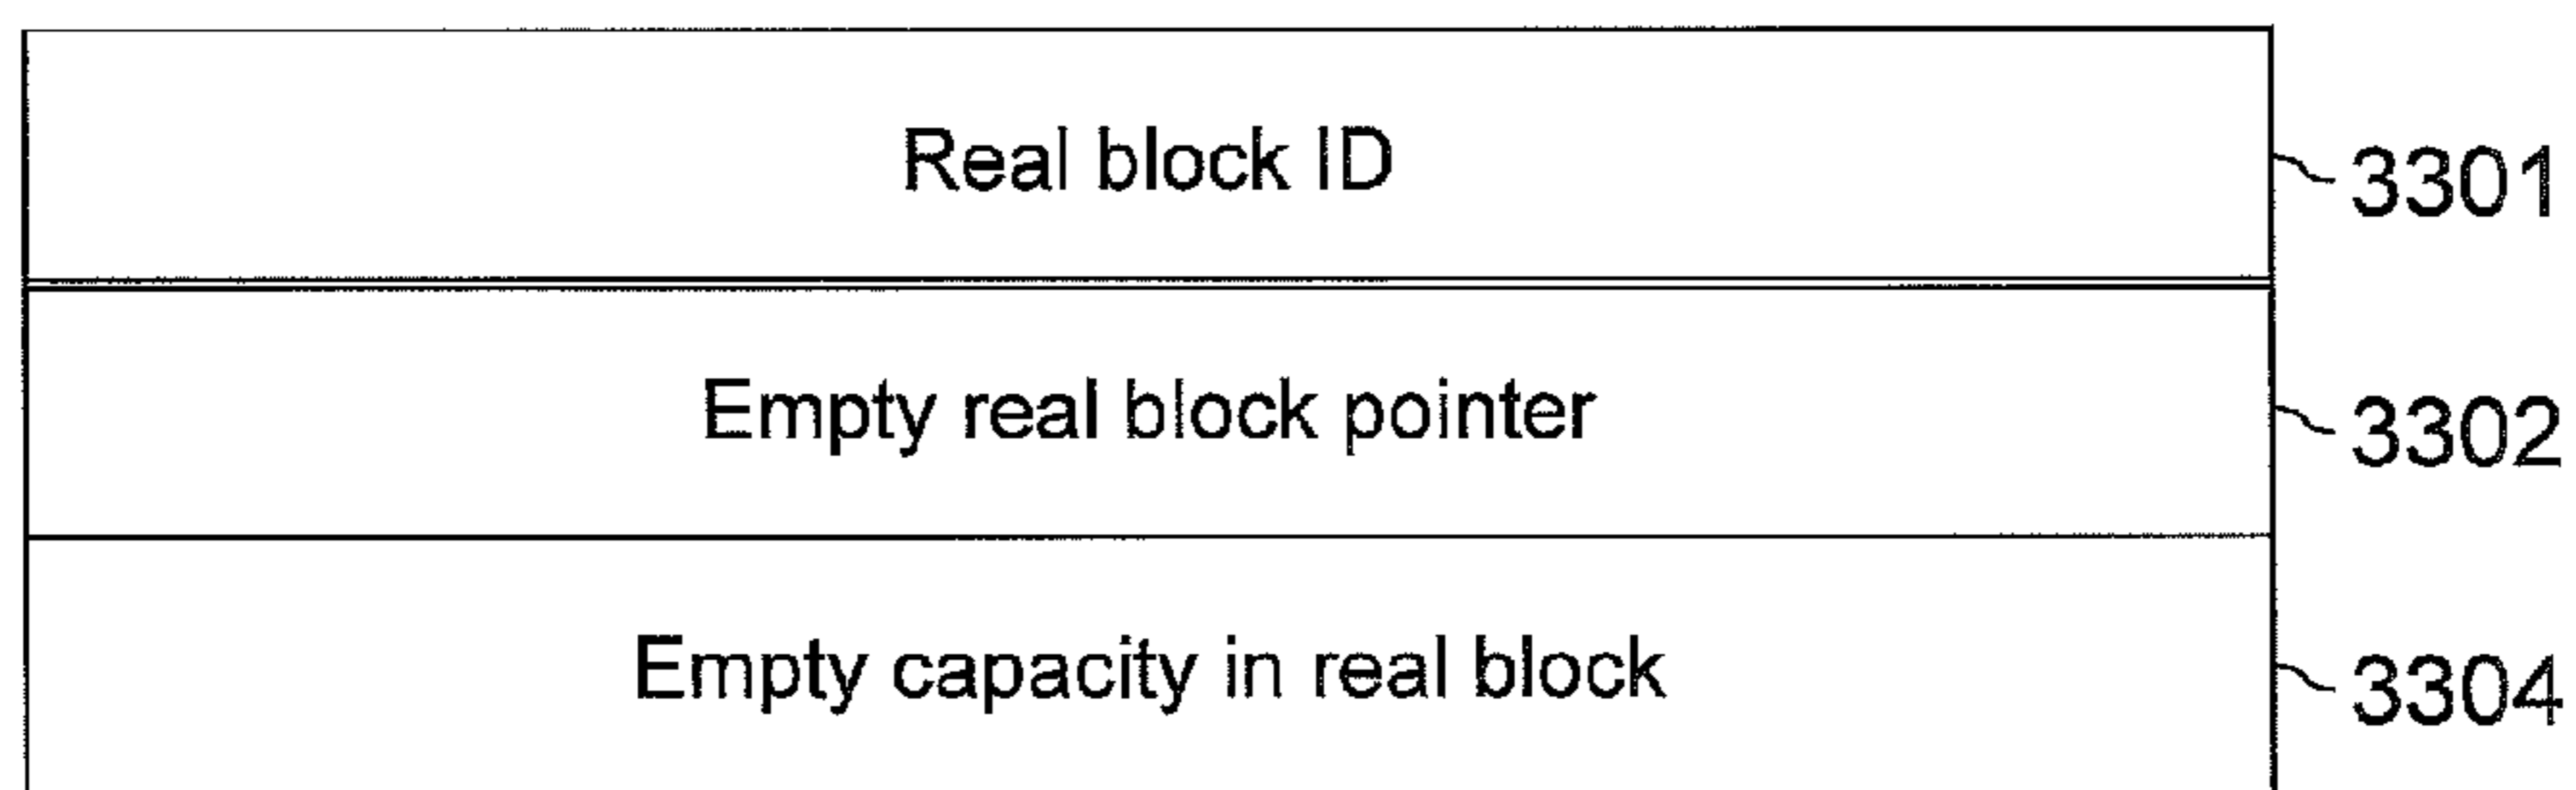 Real block ID 3301
Empty real block pointer 3302
Empty capacity in real block 3304